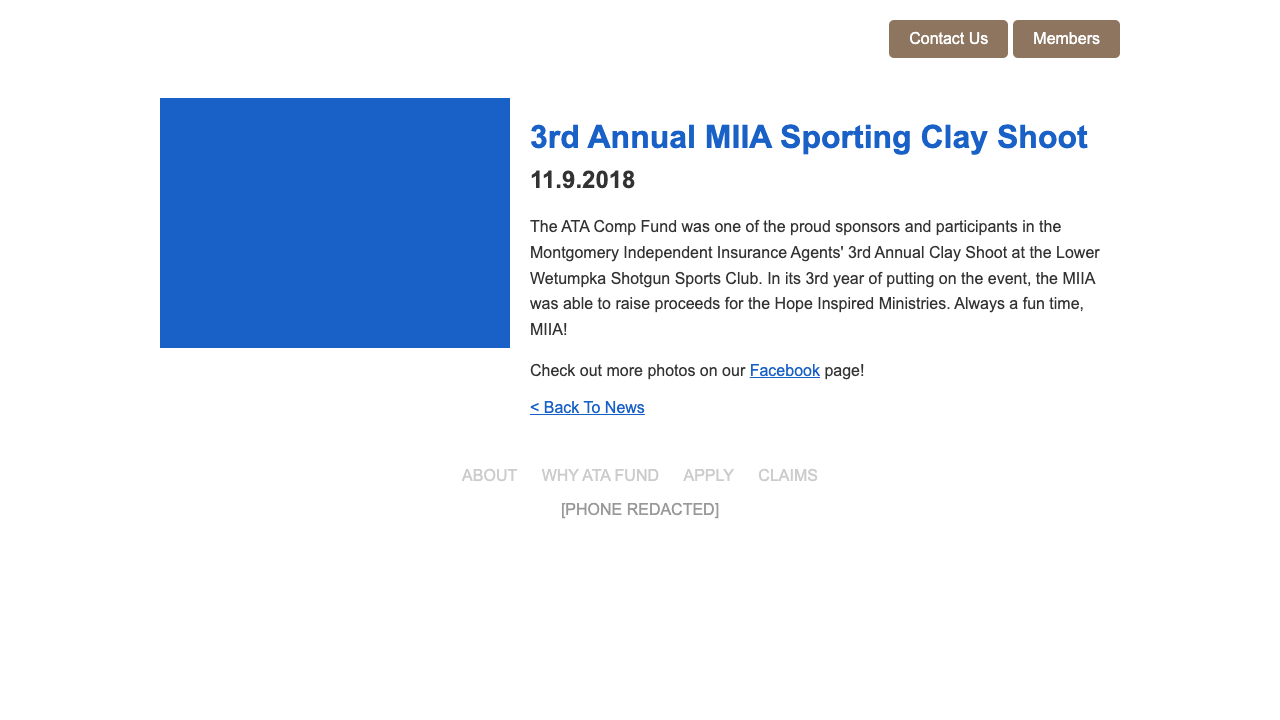 Contact Us Members
3rd Annual MIIA Sporting Clay Shoot
11.9.2018
The ATA Comp Fund was one of the proud sponsors and participants in the
Montgomery Independent Insurance Agents' 3rd Annual Clay Shoot at the Lower
Wetumpka Shotgun Sports Club. In its 3rd year of putting on the event, the MIIA
was able to raise proceeds for the Hope Inspired Ministries. Always a fun time,
MIIA!
Check out more photos on our Facebook page!
< Back To News
ABOUT WHY ATA FUND APPLY CLAIMS
[PHONE REDACTED]